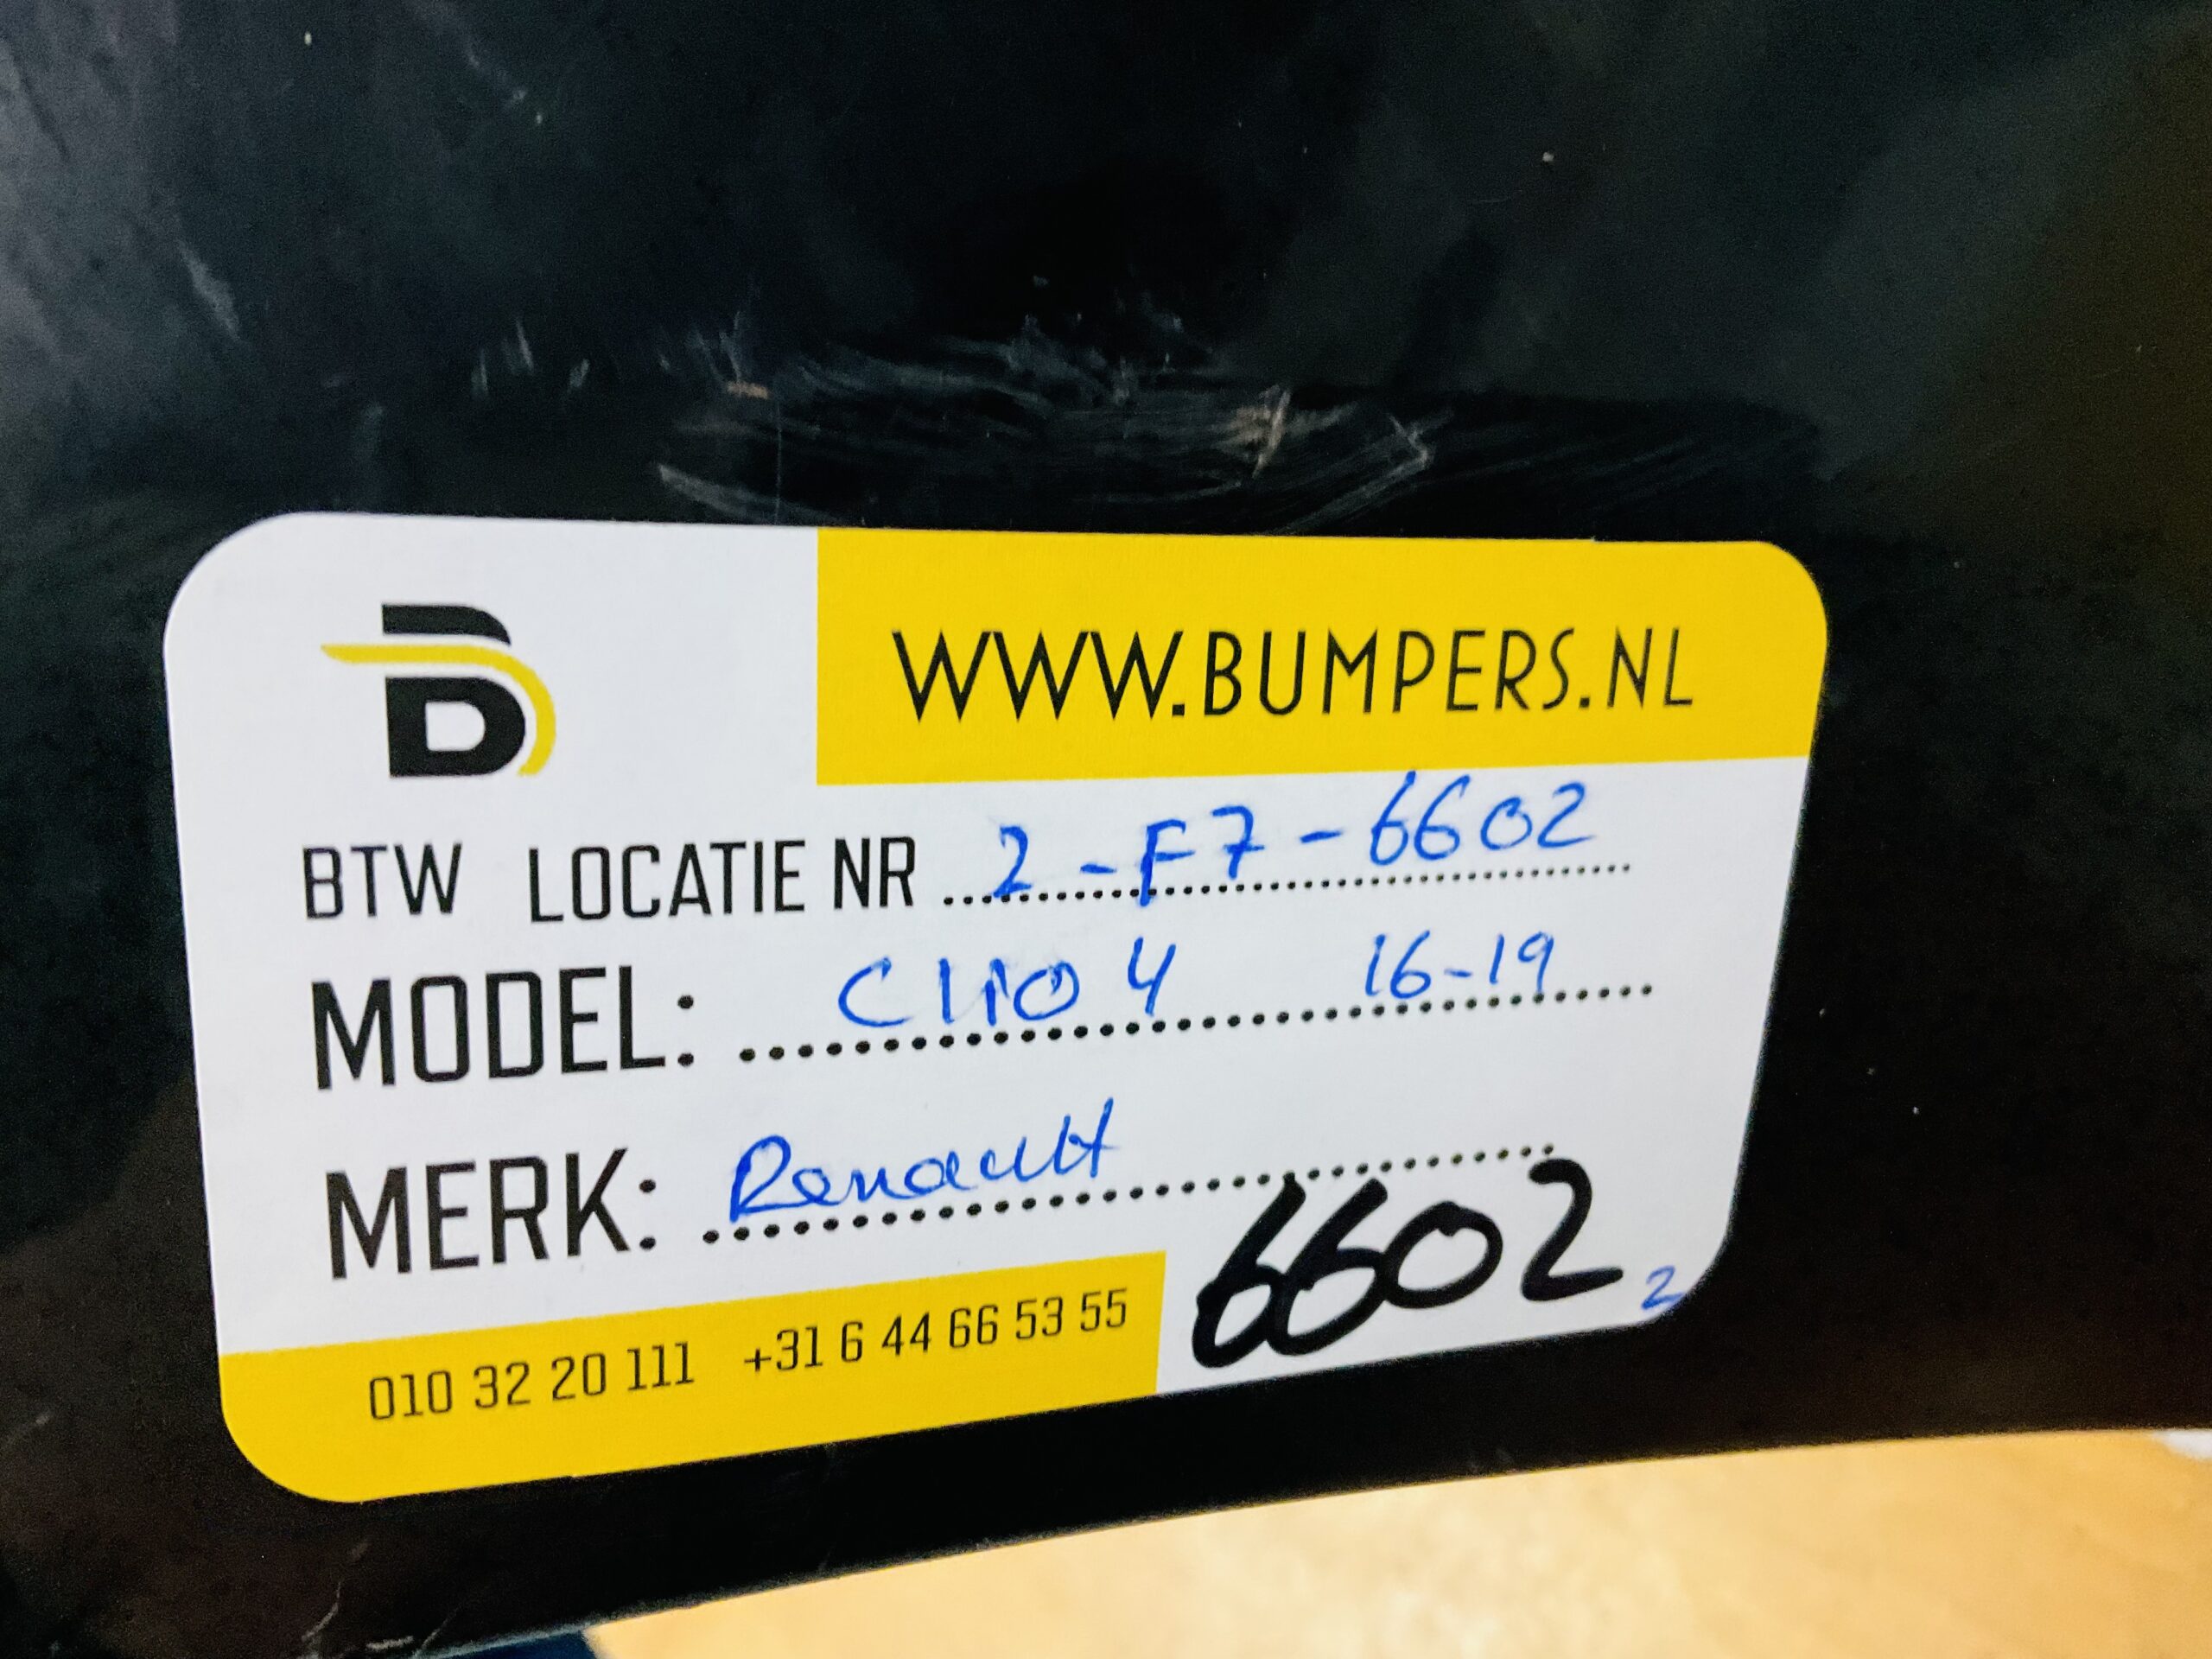 B
WWW.BUMPERS.NL
BTW LOCATIE NR 2-F7-6602
MODEL: CLIO 4 16-19
MERK: Renault
6602 2
010 32 20 111 +31 6 44 66 53 55